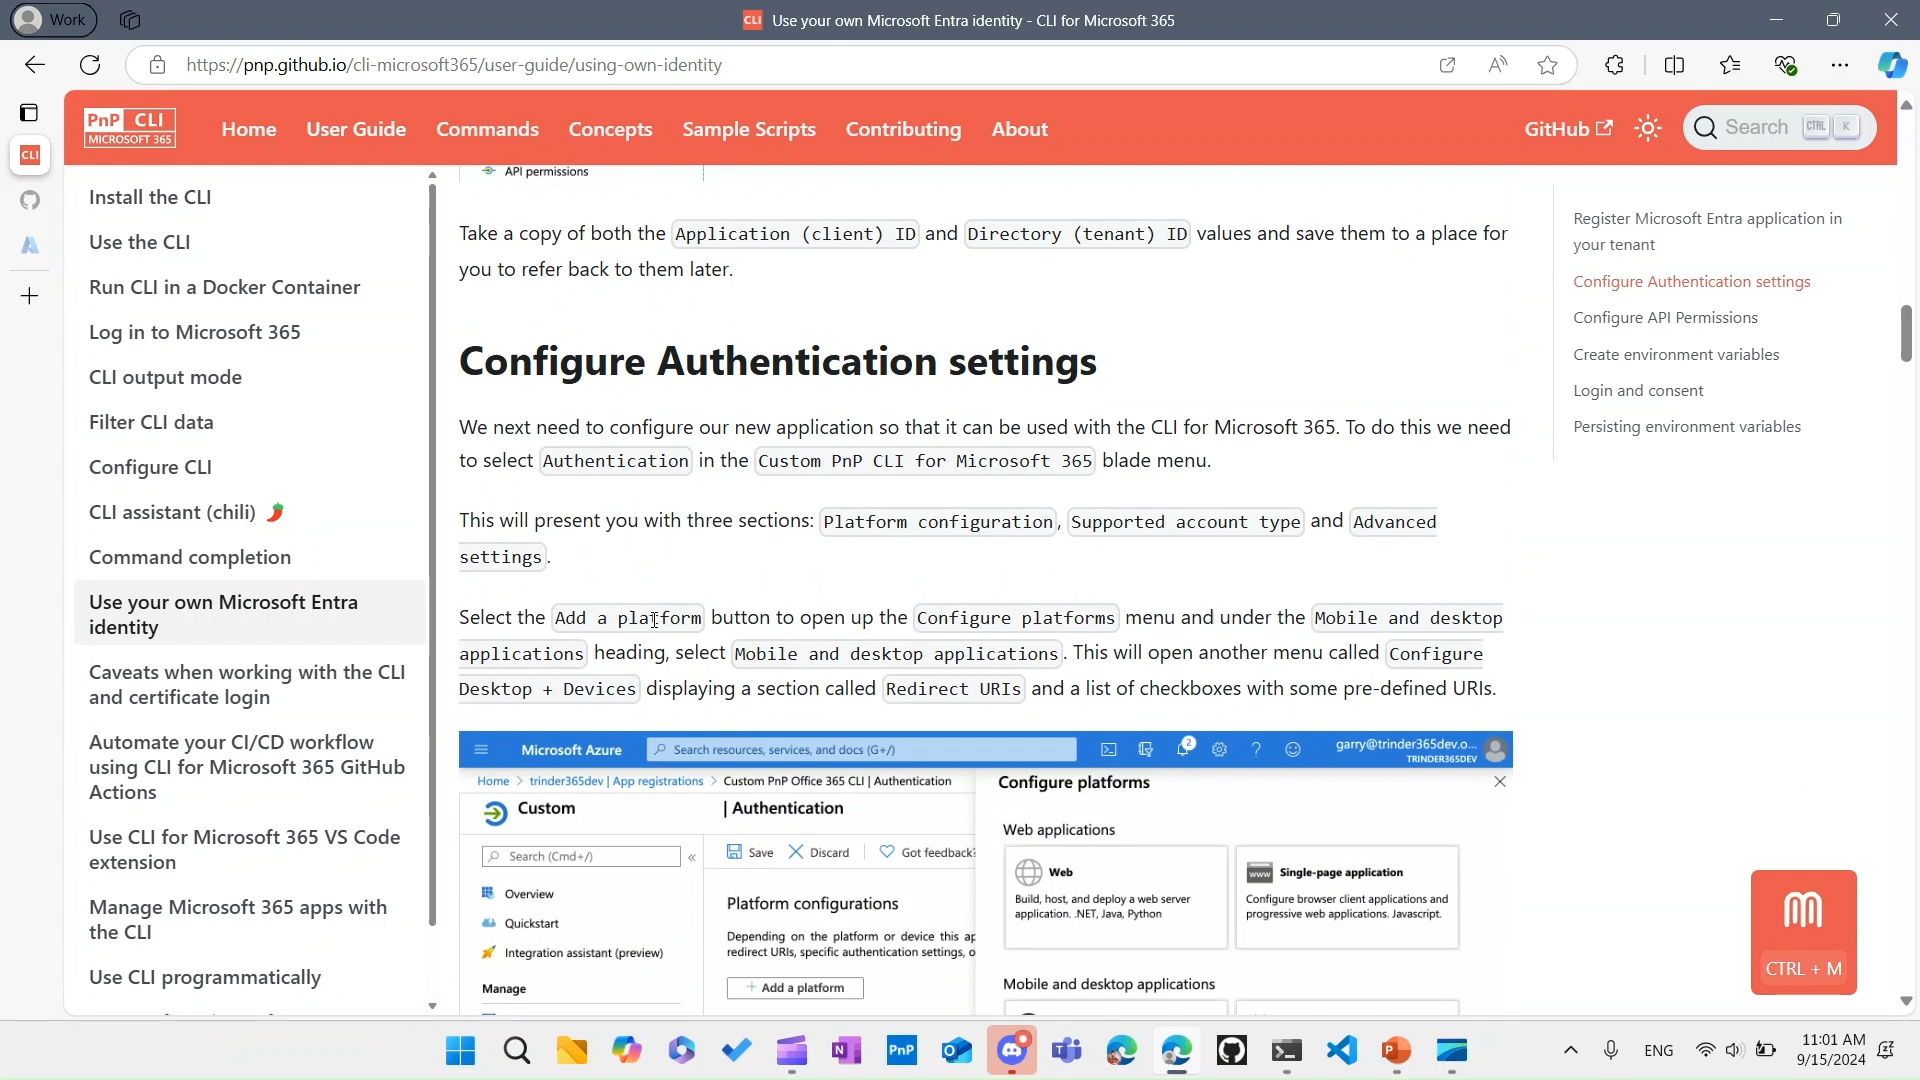 Work
CLI Use your own Microsoft Entra identity - CLI for Microsoft 365
https://pnp.github.io/cli-microsoft365/user-guide/using-own-identity
CLI
PnP CLI
MICROSOFT 365
Home User Guide Commands Concepts Sample Scripts Contributing About
GitHub
Search CTRL K
Install the CLI
Use the CLI
Run CLI in a Docker Container
Log in to Microsoft 365
CLI output mode
Filter CLI data
Configure CLI
CLI assistant (chili)
Command completion
Use your own Microsoft Entra
identity
Caveats when working with the CLI
and certificate login
Automate your CI/CD workflow
using CLI for Microsoft 365 GitHub
Actions
Use CLI for Microsoft 365 VS Code
extension
Manage Microsoft 365 apps with
the CLI
Use CLI programmatically
API permissions
Take a copy of both the Application (client) ID and Directory (tenant) ID values and save them to a place for
you to refer back to them later.
Configure Authentication settings
We next need to configure our new application so that it can be used with the CLI for Microsoft 365. To do this we need
to select Authentication in the Custom PnP CLI for Microsoft 365 blade menu.
This will present you with three sections: Platform configuration, Supported account type and Advanced
settings.
Select the Add a platform button to open up the Configure platforms menu and under the Mobile and desktop
applications heading, select Mobile and desktop applications. This will open another menu called Configure
Desktop + Devices displaying a section called Redirect URIs and a list of checkboxes with some pre-defined URIs.
Microsoft Azure
Search resources, services, and docs (G+/)
2
garry@trinder365dev.o...
TRINDER365DEV
Home > trinder365dev | App registrations > Custom PnP Office 365 CLI | Authentication
Custom | Authentication
Search (Cmd+/) «
Overview
Quickstart
Integration assistant (preview)
Manage
Save Discard Got feedback?
Platform configurations
Depending on the platform or device this ap
redirect URIs, specific authentication settings, o
+ Add a platform
Configure platforms
Web applications
Web
Build, host, and deploy a web server
application. .NET, Java, Python
www Single-page application
Configure browser client applications and
progressive web applications. Javascript.
Mobile and desktop applications
Register Microsoft Entra application in
your tenant
Configure Authentication settings
Configure API Permissions
Create environment variables
Login and consent
Persisting environment variables
CTRL + M
PnP
ENG
11:01 AM
9/15/2024